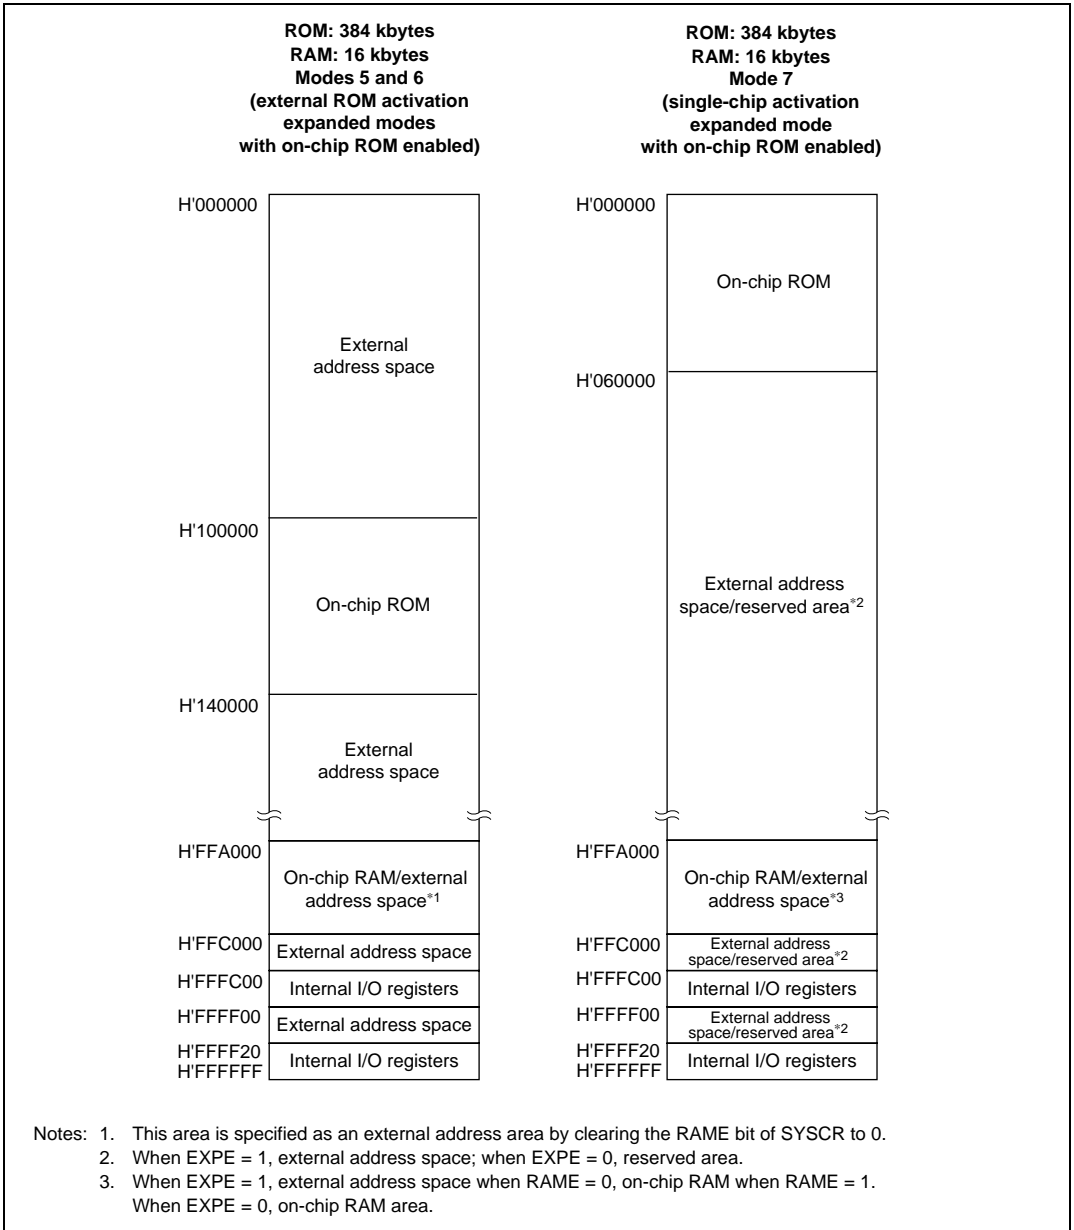 ROM: 384 kbytes
RAM: 16 kbytes
Modes 5 and 6
(external ROM activation
expanded modes
with on-chip ROM enabled)
H'000000
External
address space
H'100000
On-chip ROM
H'140000
External
address space
H'FFA000
On-chip RAM/external
address space*1
H'FFC000
External address space
H'FFFC00
Internal I/O registers
H'FFFF00
External address space
H'FFFF20
Internal I/O registers
H'FFFFFF
ROM: 384 kbytes
RAM: 16 kbytes
Mode 7
(single-chip activation
expanded mode
with on-chip ROM enabled)
H'000000
On-chip ROM
H'060000
External address
space/reserved area*2
H'FFA000
On-chip RAM/external
address space*3
H'FFC000
External address
space/reserved area*2
H'FFFC00
Internal I/O registers
H'FFFF00
External address
space/reserved area*2
H'FFFF20
Internal I/O registers
H'FFFFFF
Notes: 1. This area is specified as an external address area by clearing the RAME bit of SYSCR to 0.
2. When EXPE = 1, external address space; when EXPE = 0, reserved area.
3. When EXPE = 1, external address space when RAME = 0, on-chip RAM when RAME = 1.
When EXPE = 0, on-chip RAM area.